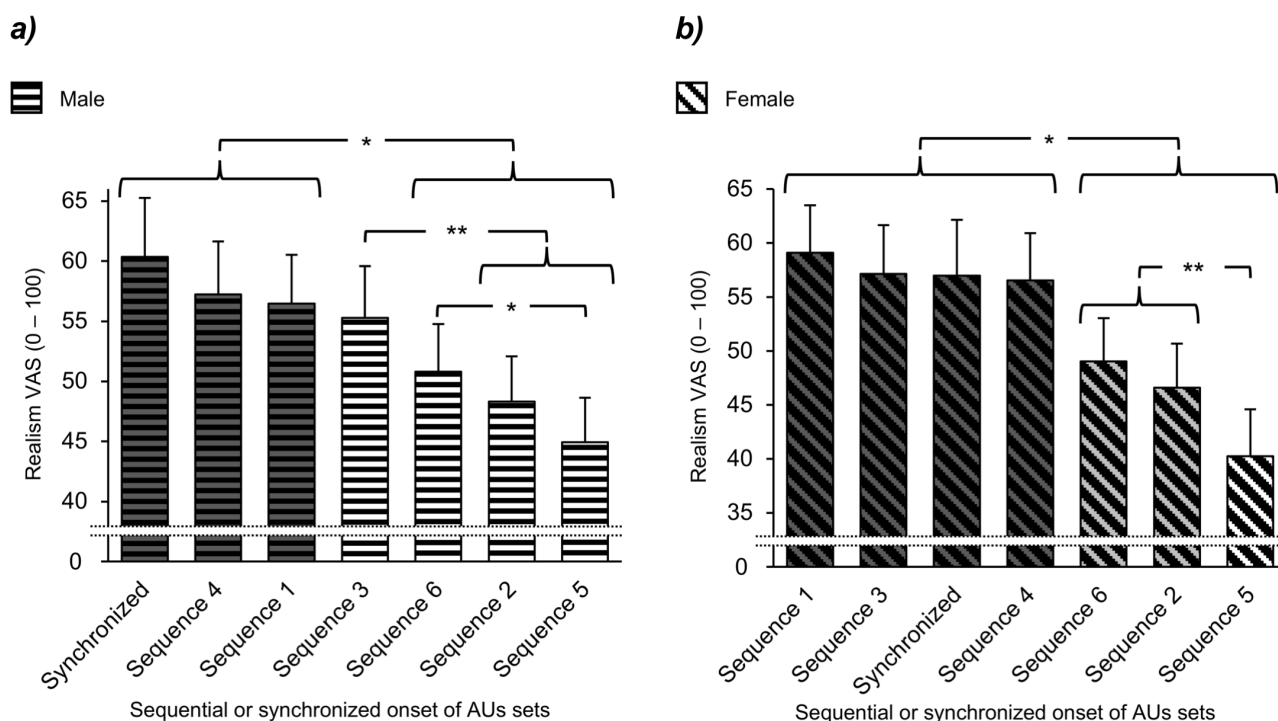 a)
Male
*
**
*
Realism VAS (0 – 100)
65
60
55
50
45
40
0
Synchronized
Sequence 4
Sequence 1
Sequence 3
Sequence 6
Sequence 2
Sequence 5
Sequential or synchronized onset of AUs sets
b)
Female
*
**
Realism VAS (0 – 100)
65
60
55
50
45
40
35
0
Sequence 1
Sequence 3
Synchronized
Sequence 4
Sequence 6
Sequence 2
Sequence 5
Sequential or synchronized onset of AUs sets